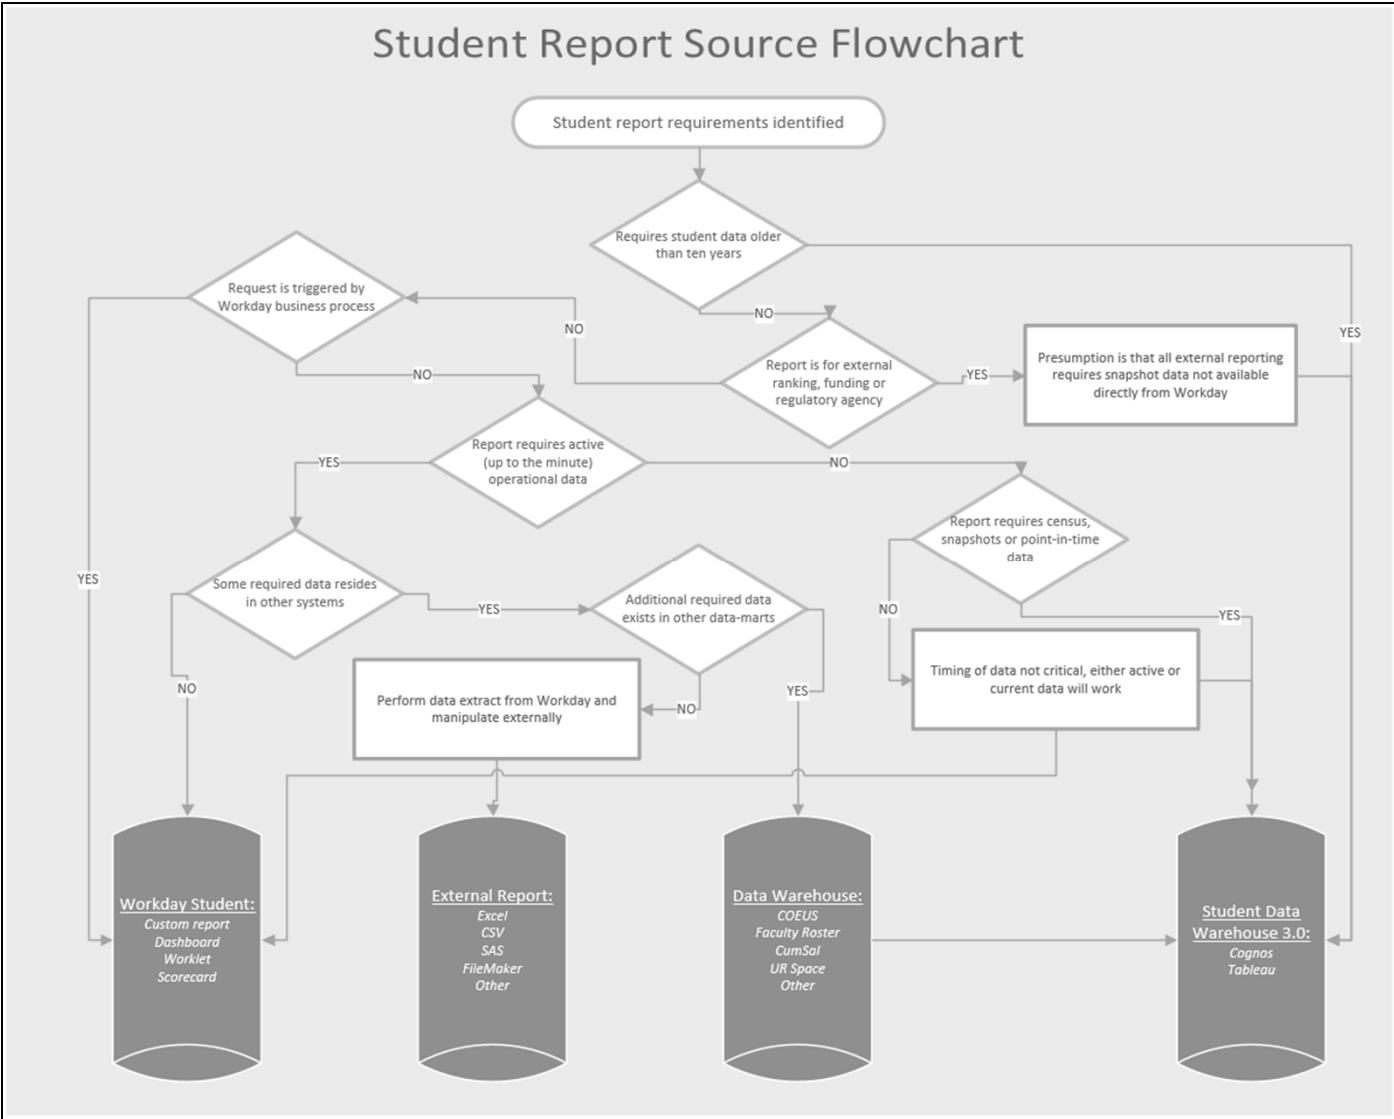 Student Report Source Flowchart
Student report requirements identified
Requires student data older
than ten years
Request is triggered by
Workday business process
NO
NO
YES
Report is for external
ranking, funding or
regulatory agency
YES
Presumption is that all external reporting
requires snapshot data not available
directly from Workday
NO
Report requires active
(up to the minute)
operational data
YES
NO
Report requires census,
snapshots or point-in-time
data
YES
Some required data resides
in other systems
YES
Additional required data
exists in other data-marts
NO
YES
NO
Perform data extract from Workday and
manipulate externally
NO
YES
Timing of data not critical, either active or
current data will work
Workday Student:
Custom report
Dashboard
Worklet
Scorecard
External Report:
Excel
CSV
SAS
FileMaker
Other
Data Warehouse:
COEUS
Faculty Roster
CumSal
UR Space
Other
Student Data
Warehouse 3.0:
Cognos
Tableau